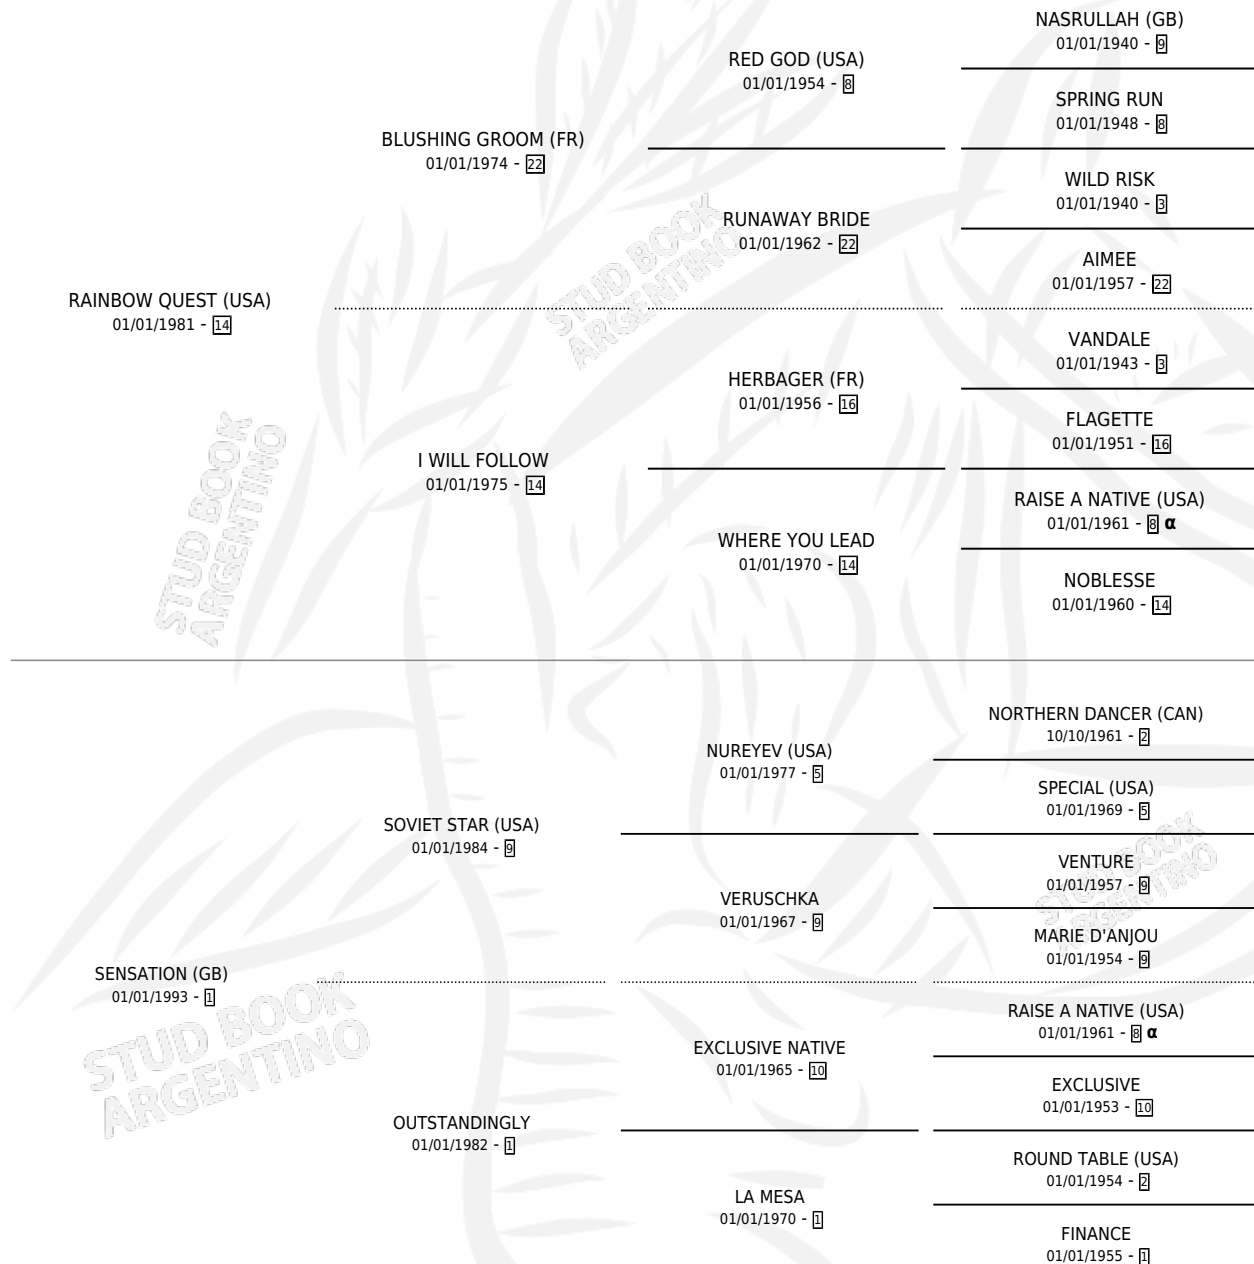 NASRULLAH (GB)
01/01/1940 - 9
RED GOD (USA)
01/01/1954 - 8
SPRING RUN
01/01/1948 - 8
BLUSHING GROOM (FR)
01/01/1974 - 22
WILD RISK
01/01/1940 - 3
RUNAWAY BRIDE
01/01/1962 - 22
AIMEE
01/01/1957 - 22
STUD BOOK
ARGENTINO
RAINBOW QUEST (USA)
01/01/1981 - 14
VANDALE
01/01/1943 - 3
HERBAGER (FR)
01/01/1956 - 16
FLAGETTE
01/01/1951 - 16
I WILL FOLLOW
01/01/1975 - 14
STUD BOOK
ARGENTINO
RAISE A NATIVE (USA)
01/01/1961 - 8 α
WHERE YOU LEAD
01/01/1970 - 14
NOBLESSE
01/01/1960 - 14
NORTHERN DANCER (CAN)
10/10/1961 - 2
NUREYEV (USA)
01/01/1977 - 5
SPECIAL (USA)
01/01/1969 - 5
SOVIET STAR (USA)
01/01/1984 - 9
STUD BOOK
ARGENTINO
VENTURE
01/01/1957 - 9
VERUSCHKA
01/01/1967 - 9
MARIE D'ANJOU
01/01/1954 - 9
SENSATION (GB)
01/01/1993 - 1
STUD BOOK
ARGENTINO
RAISE A NATIVE (USA)
01/01/1961 - 8 α
EXCLUSIVE NATIVE
01/01/1965 - 10
EXCLUSIVE
01/01/1953 - 10
OUTSTANDINGLY
01/01/1982 - 1
ROUND TABLE (USA)
01/01/1954 - 2
LA MESA
01/01/1970 - 1
FINANCE
01/01/1955 - 1